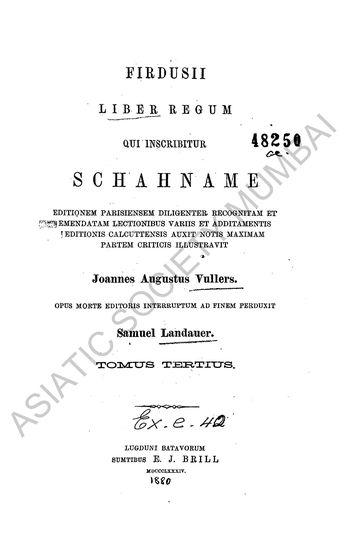 FIRDUSII
LIBER REGUM
QUI INSCRIBITUR
48250
SCHAHNAME
EDITIONEM PARISIENSEM DILIGENTER RECOGNITAM ET
EMENDATAM LECTIONIBUS VARIIS ET ADDITAMENTIS
EDITIONIS CALCUTTENSIS AUXIT NOTIS MAXIMAM
PARTEM CRITICIS ILLUSTRAVIT
Joannes Augustus Vullers.
OPUS MORTE EDITORIS INTERRUPTUM AD FINEM PERDUXIT
Samuel Landauer.
TOMUS TERTIUS.
Ex. e. 42
LUGDUNI BATAVORUM
SUMTIBUS E. J. BRILL
MDCCCLXXXIV.
1880
ASIATIC SOCIETY MUMBAI